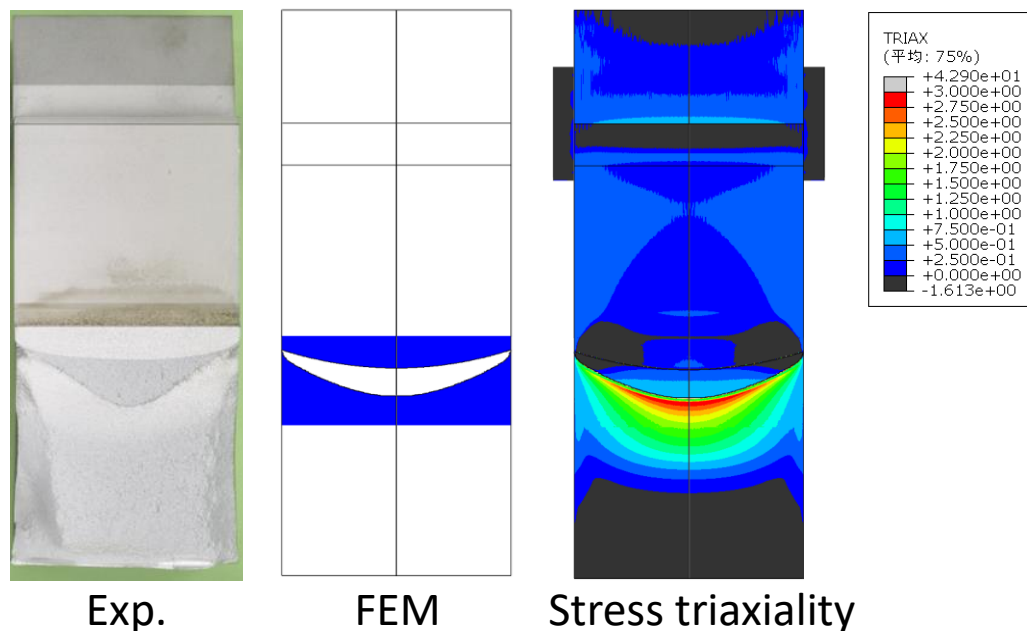 TRIAX
(平均: 75%)
+4.290e+01
+3.000e+00
+2.750e+00
+2.500e+00
+2.250e+00
+2.000e+00
+1.750e+00
+1.500e+00
+1.250e+00
+1.000e+00
+7.500e-01
+5.000e-01
+2.500e-01
+0.000e+00
-1.613e+00
Exp.
FEM
Stress triaxiality